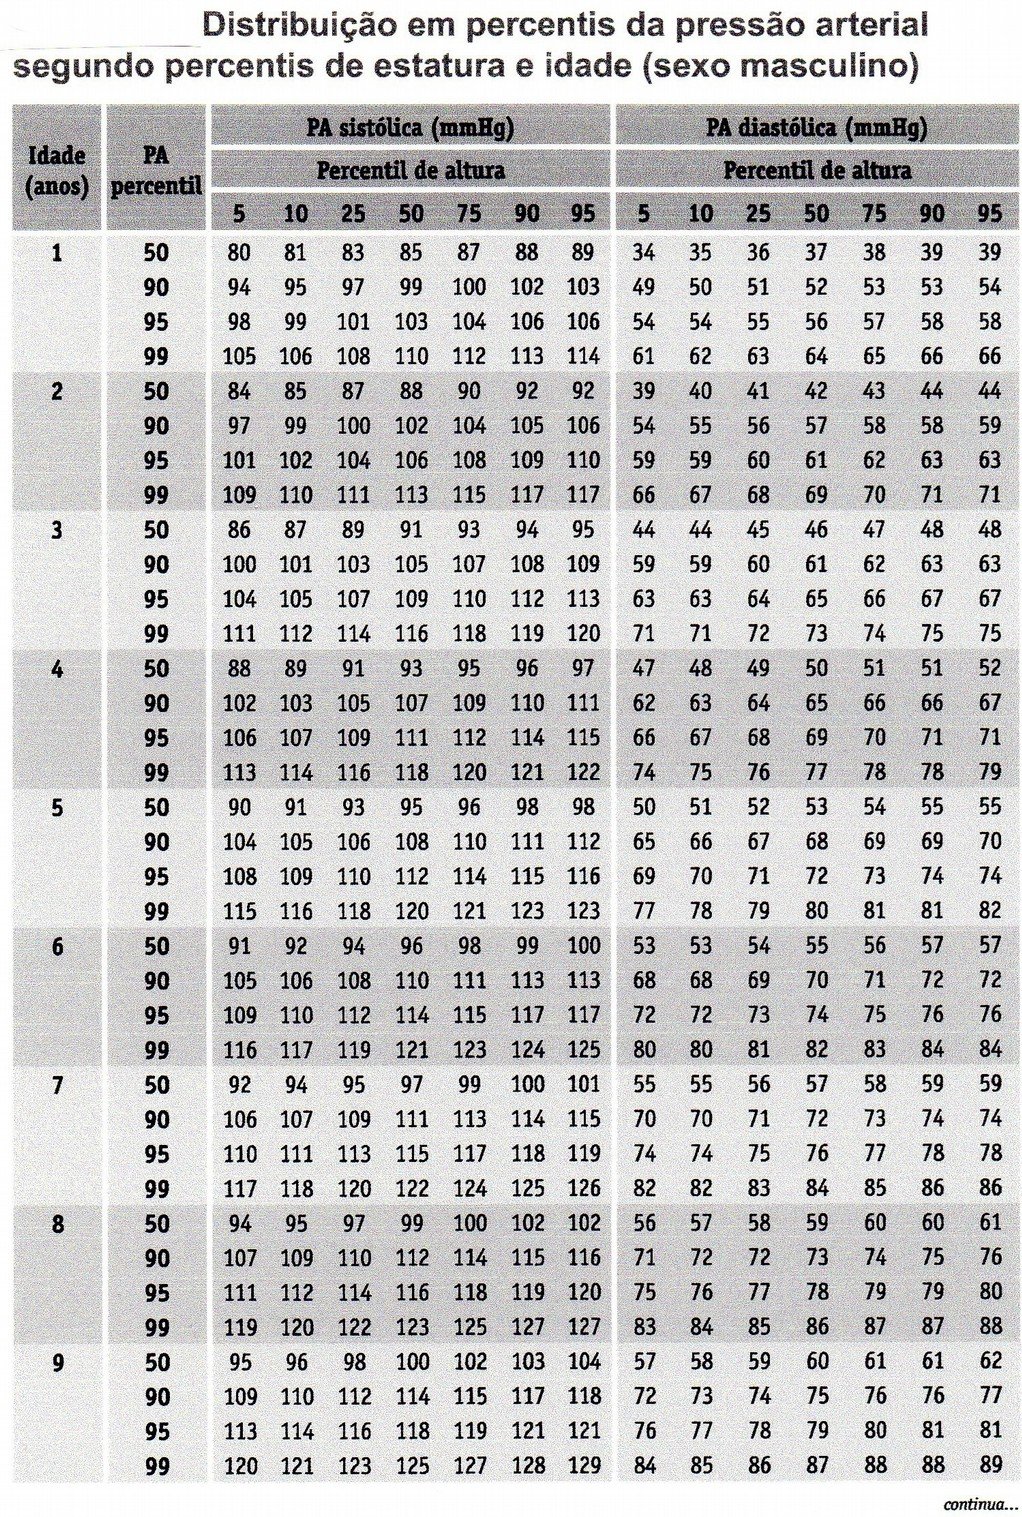 Distribuição em percentis da pressão arterial
segundo percentis de estatura e idade (sexo masculino)
Idade (anos) PA percentil PA sistólica (mmHg) PA diastólica (mmHg)
Percentil de altura Percentil de altura
5 10 25 50 75 90 95 5 10 25 50 75 90 95
1 50 80 81 83 85 87 88 89 34 35 36 37 38 39 39
90 94 95 97 99 100 102 103 49 50 51 52 53 53 54
95 98 99 101 103 104 106 106 54 54 55 56 57 58 58
99 105 106 108 110 112 113 114 61 62 63 64 65 66 66
2 50 84 85 87 88 90 92 92 39 40 41 42 43 44 44
90 97 99 100 102 104 105 106 54 55 56 57 58 58 59
95 101 102 104 106 108 109 110 59 59 60 61 62 63 63
99 109 110 111 113 115 117 117 66 67 68 69 70 71 71
3 50 86 87 89 91 93 94 95 44 44 45 46 47 48 48
90 100 101 103 105 107 108 109 59 59 60 61 62 63 63
95 104 105 107 109 110 112 113 63 63 64 65 66 67 67
99 111 112 114 116 118 119 120 71 71 72 73 74 75 75
4 50 88 89 91 93 95 96 97 47 48 49 50 51 51 52
90 102 103 105 107 109 110 111 62 63 64 65 66 66 67
95 106 107 109 111 112 114 115 66 67 68 69 70 71 71
99 113 114 116 118 120 121 122 74 75 76 77 78 78 79
5 50 90 91 93 95 96 98 98 50 51 52 53 54 55 55
90 104 105 106 108 110 111 112 65 66 67 68 69 69 70
95 108 109 110 112 114 115 116 69 70 71 72 73 74 74
99 115 116 118 120 121 123 123 77 78 79 80 81 81 82
6 50 91 92 94 96 98 99 100 53 53 54 55 56 57 57
90 105 106 108 110 111 113 113 68 68 69 70 71 72 72
95 109 110 112 114 115 117 117 72 72 73 74 75 76 76
99 116 117 119 121 123 124 125 80 80 81 82 83 84 84
7 50 92 94 95 97 99 100 101 55 55 56 57 58 59 59
90 106 107 109 111 113 114 115 70 70 71 72 73 74 74
95 110 111 113 115 117 118 119 74 74 75 76 77 78 78
99 117 118 120 122 124 125 126 82 82 83 84 85 86 86
8 50 94 95 97 99 100 102 102 56 57 58 59 60 60 61
90 107 109 110 112 114 115 116 71 72 72 73 74 75 76
95 111 112 114 116 118 119 120 75 76 77 78 79 79 80
99 119 120 122 123 125 127 127 83 84 85 86 87 87 88
9 50 95 96 98 100 102 103 104 57 58 59 60 61 61 62
90 109 110 112 114 115 117 118 72 73 74 75 76 76 77
95 113 114 116 118 119 121 121 76 77 78 79 80 81 81
99 120 121 123 125 127 128 129 84 85 86 87 88 88 89
continua...